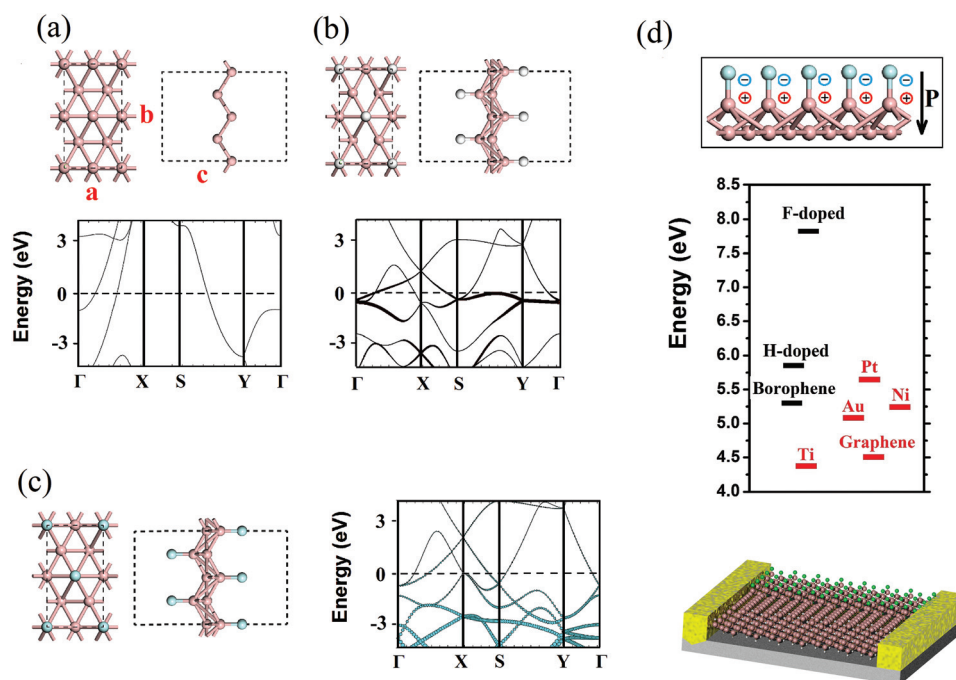 (a)
b
c
a
Energy (eV)
3
0
-3
Γ X S Y Γ
(b)
3
0
-3
Γ X S Y Γ
(c)
Energy (eV)
3
0
-3
Γ X S Y Γ
(d)
− − − − −
+ + + + +
P
Energy (eV)
8.5
8.0
7.5
7.0
6.5
6.0
5.5
5.0
4.5
4.0
F-doped
H-doped
Pt
Borophene
Ni
Au
Graphene
Ti